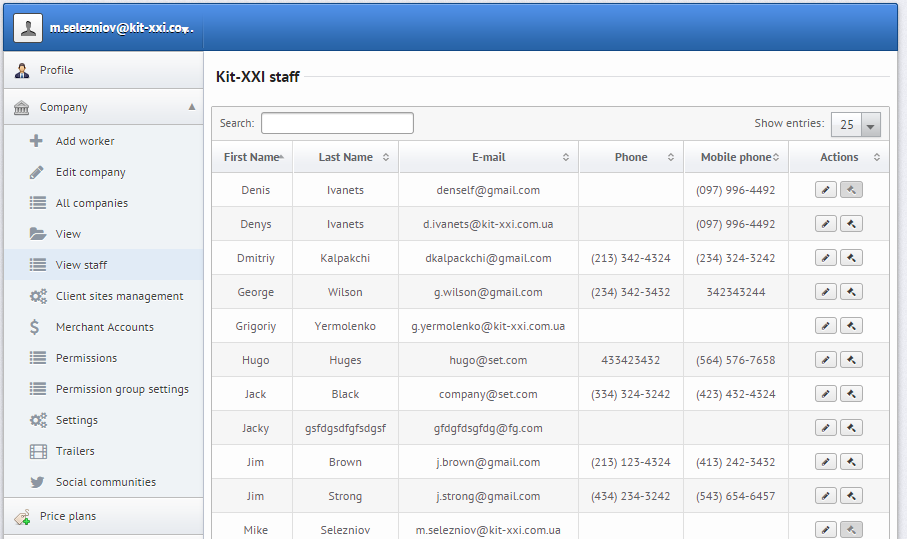 m.selezniov@kit-xxi.co...
Profile
Company
Add worker
Edit company
All companies
View
View staff
Client sites management
Merchant Accounts
Permissions
Permission group settings
Settings
Trailers
Social communities
Price plans
Kit-XXI staff
Search: Show entries: 25
First Name Last Name E-mail Phone Mobile phone Actions
Denis Ivanets denself@gmail.com (097) 996-4492
Denys Ivanets d.ivanets@kit-xxi.com.ua (097) 996-4492
Dmitriy Kalpakchi dkalpackchi@gmail.com (213) 342-4324 (234) 324-3242
George Wilson g.wilson@gmail.com (234) 342-3432 342343244
Grigoriy Yermolenko g.yermolenko@kit-xxi.com.ua
Hugo Huges hugo@set.com 433423432 (564) 576-7658
Jack Black company@set.com (334) 324-3242 (423) 432-4324
Jacky gsfdgsdfgfsdgsf gfdgfdsgfdg@fg.com
Jim Brown j.brown@gmail.com (213) 123-4324 (413) 242-3432
Jim Strong j.strong@gmail.com (434) 234-3242 (543) 654-6457
Mike Selezniov m.selezniov@kit-xxi.com.ua